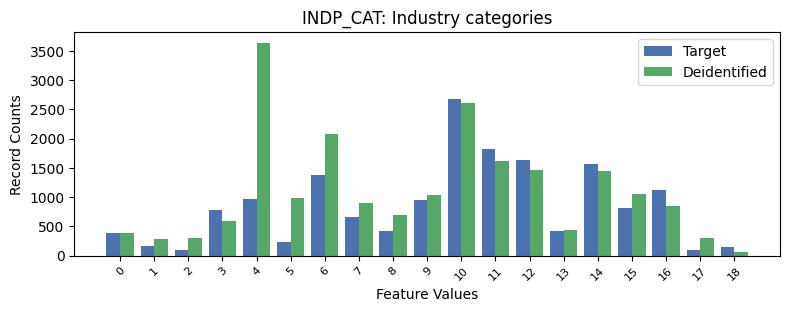 INDP_CAT: Industry categories
Target
Deidentified
Record Counts
3500
3000
2500
2000
1500
1000
500
0
0 1 2 3 4 5 6 7 8 9 10 11 12 13 14 15 16 17 18
Feature Values